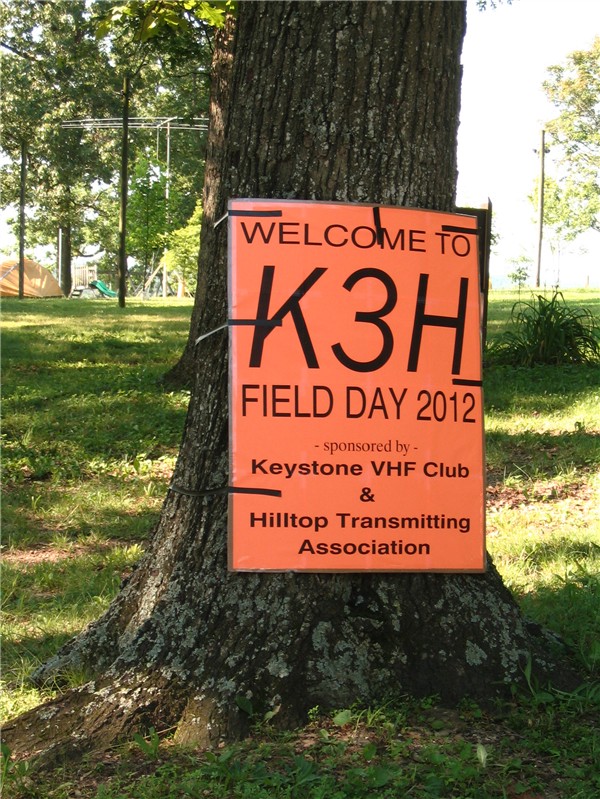 WELCOME TO
K3H
FIELD DAY 2012
- sponsored by -
Keystone VHF Club
&
Hilltop Transmitting
Association